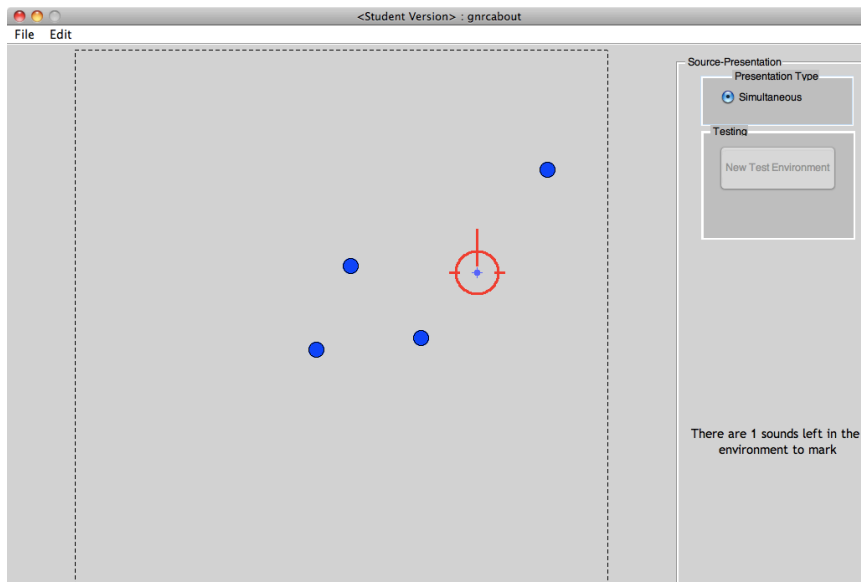 <Student Version> : gnrcabout
File Edit
Source-Presentation
Presentation Type
Simultaneous
Testing
New Test Environment
There are 1 sounds left in the
environment to mark